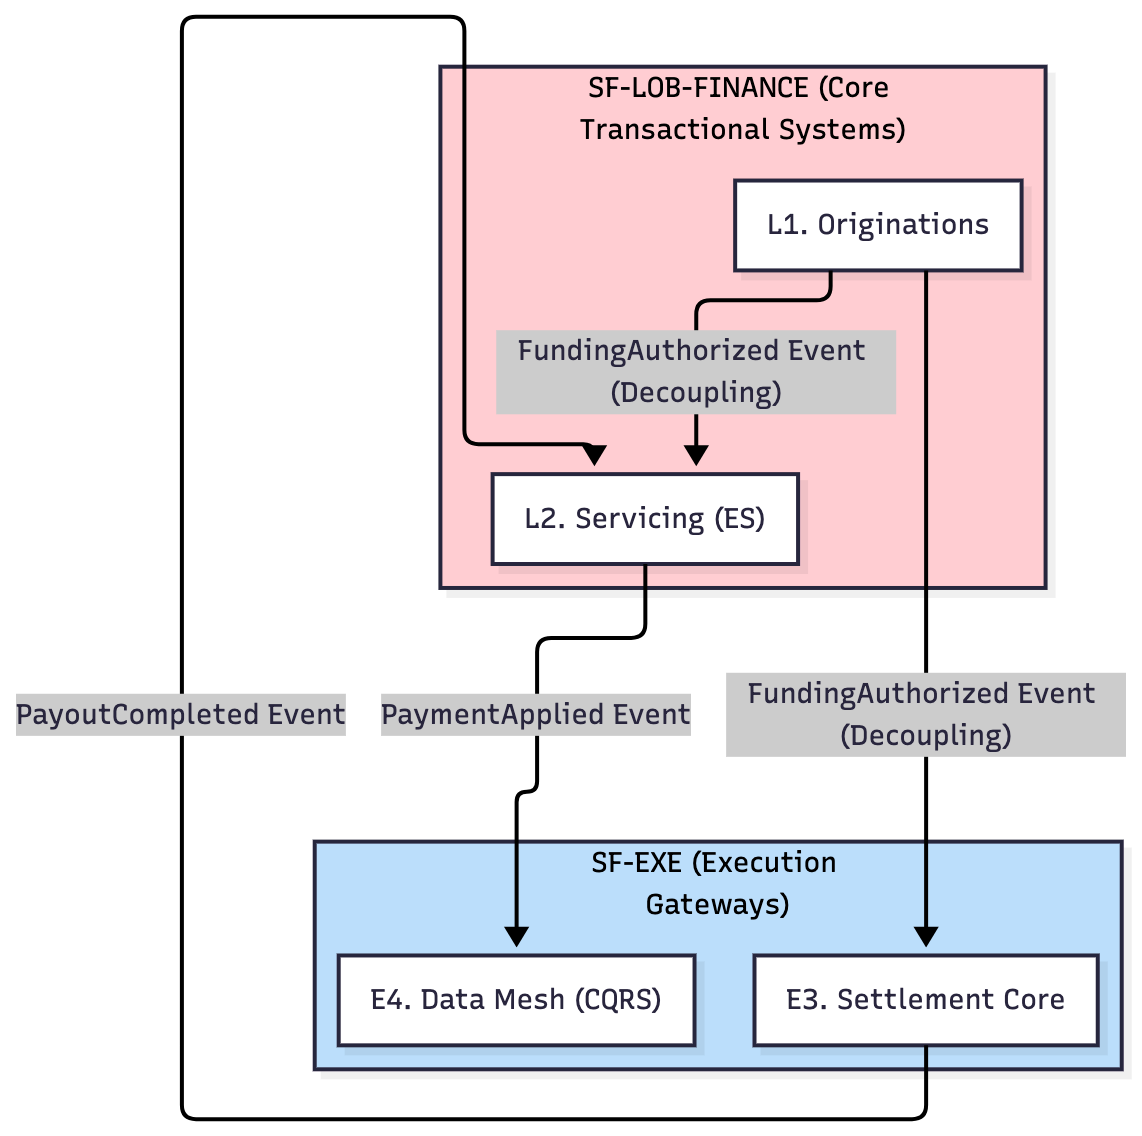 SF-LOB-FINANCE (Core
Transactional Systems)
L1. Originations
FundingAuthorized Event
(Decoupling)
L2. Servicing (ES)
PayoutCompleted Event
PaymentApplied Event
FundingAuthorized Event
(Decoupling)
SF-EXE (Execution
Gateways)
E4. Data Mesh (CQRS)
E3. Settlement Core